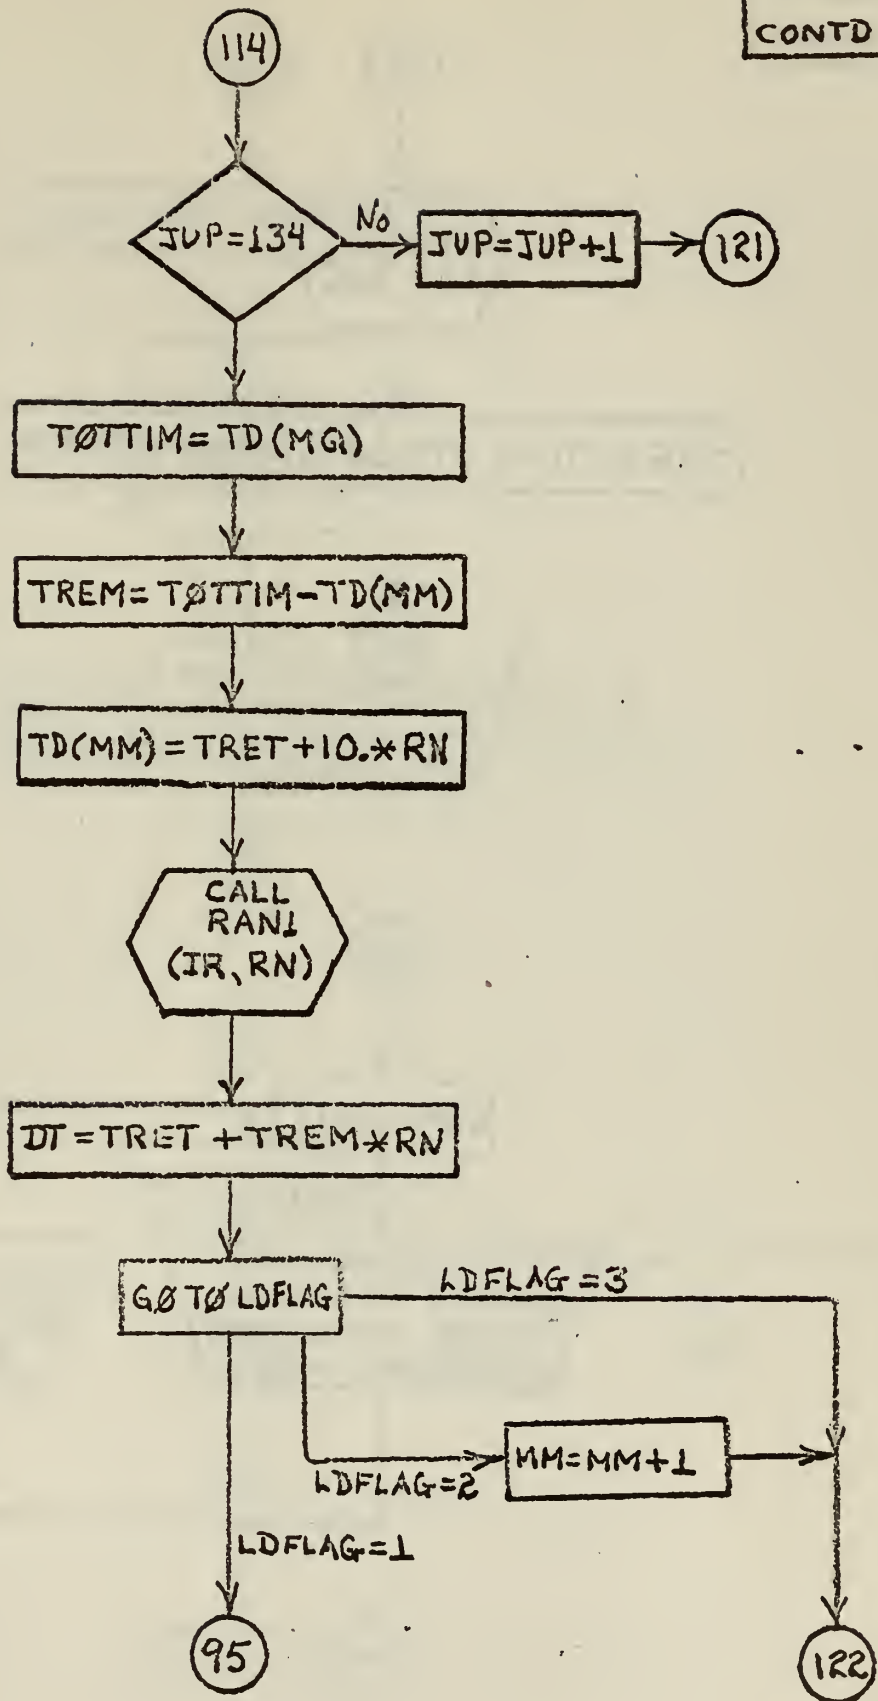 CONTD
114
JUP=134
No
JUP=JUP+1
121
TØTTIM=TD(MQ)
TREM=TØTTIM-TD(MM)
TD(MM)=TRET+10.*RN
CALL
RAN1
(IR,RN)
DT=TRET+TREM*RN
GØ TØ LDFLAG
LDFLAG=3
MM=MM+1
LDFLAG=2
LDFLAG=1
95
122